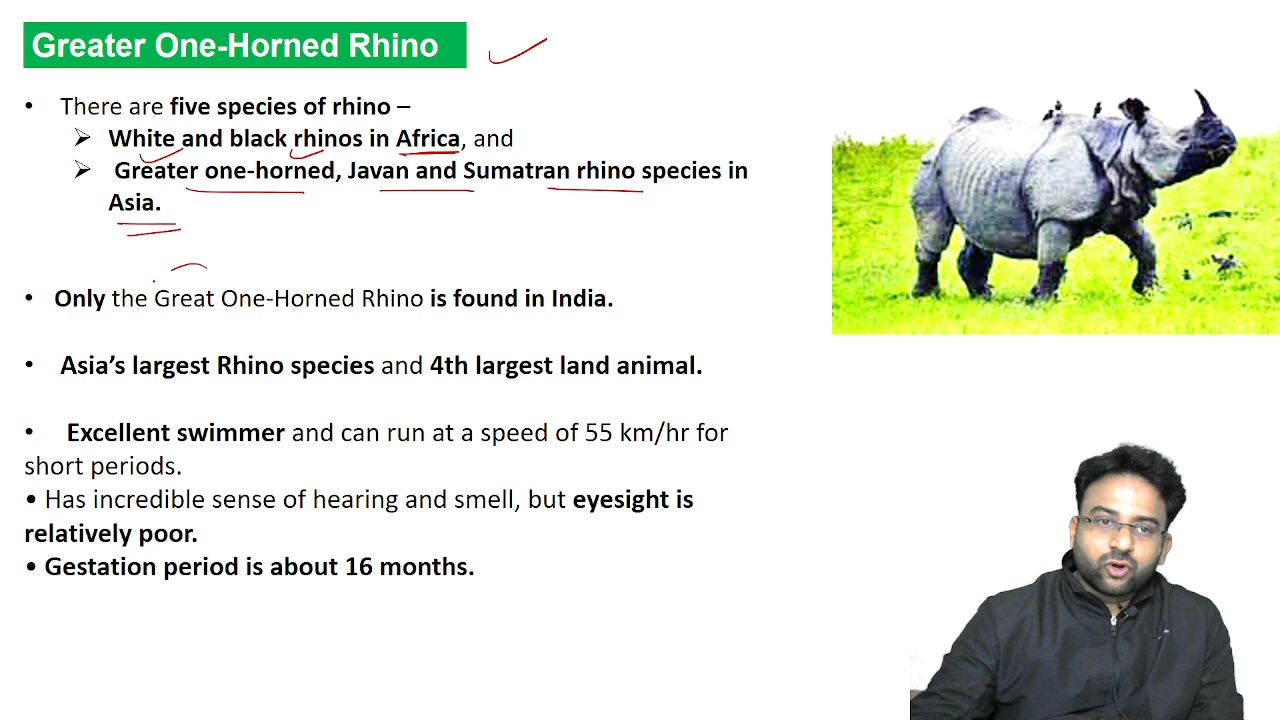 Greater One-Horned Rhino
• There are five species of rhino –
➢ White and black rhinos in Africa, and
➢ Greater one-horned, Javan and Sumatran rhino species in
Asia.
• Only the Great One-Horned Rhino is found in India.
• Asia’s largest Rhino species and 4th largest land animal.
• Excellent swimmer and can run at a speed of 55 km/hr for
short periods.
• Has incredible sense of hearing and smell, but eyesight is
relatively poor.
• Gestation period is about 16 months.